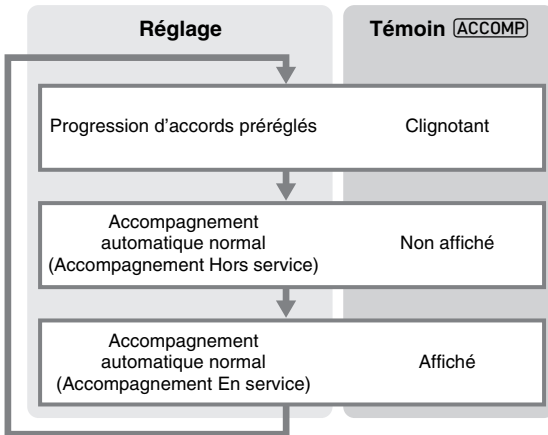 Réglage
Témoin ACCOMP
Progression d'accords préréglés
Clignotant
Accompagnement
automatique normal
(Accompagnement Hors service)
Non affiché
Accompagnement
automatique normal
(Accompagnement En service)
Affiché